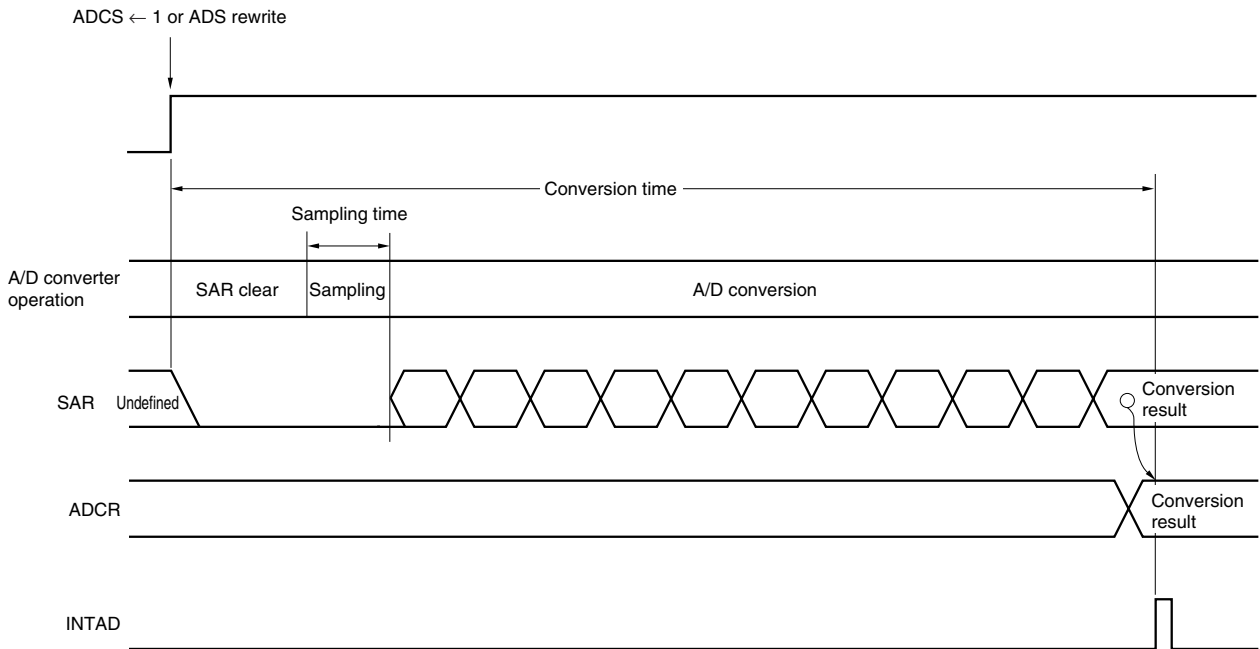 ADCS ← 1 or ADS rewrite
Conversion time
Sampling time
A/D converter
operation
SAR clear
Sampling
A/D conversion
SAR
Undefined
Conversion
result
ADCR
Conversion
result
INTAD